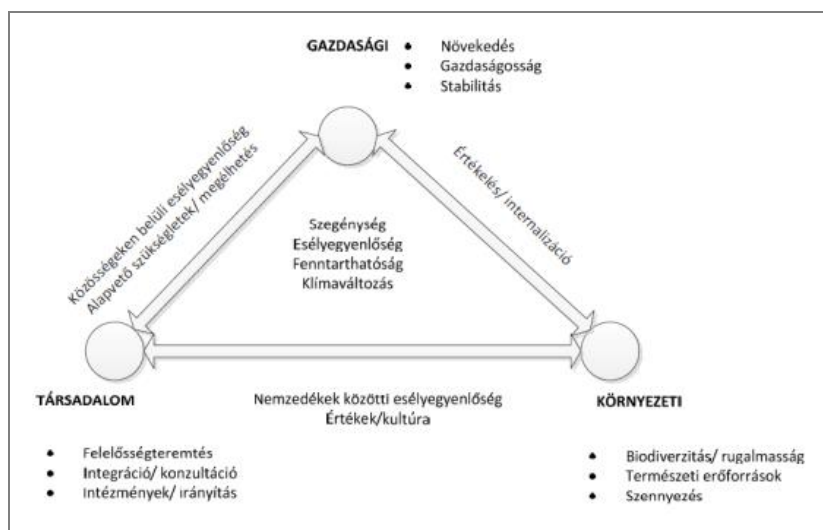 GAZDASÁGI
• Növekedés
• Gazdaságosság
• Stabilitás
Közösségeken belüli esélyegyenlőség
Alapvető szükségletek/ megélhetés
Értékelés/ internalizáció
Szegénység
Esélyegyenlőség
Fenntarthatóság
Klímaváltozás
TÁRSADALOM
Nemzedékek közötti esélyegyenlőség
Értékek/kultúra
KÖRNYEZETI
• Felelősségteremtés
• Integráció/ konzultáció
• Intézmények/ irányítás
• Biodiverzitás/ rugalmasság
• Természeti erőforrások
• Szennyezés